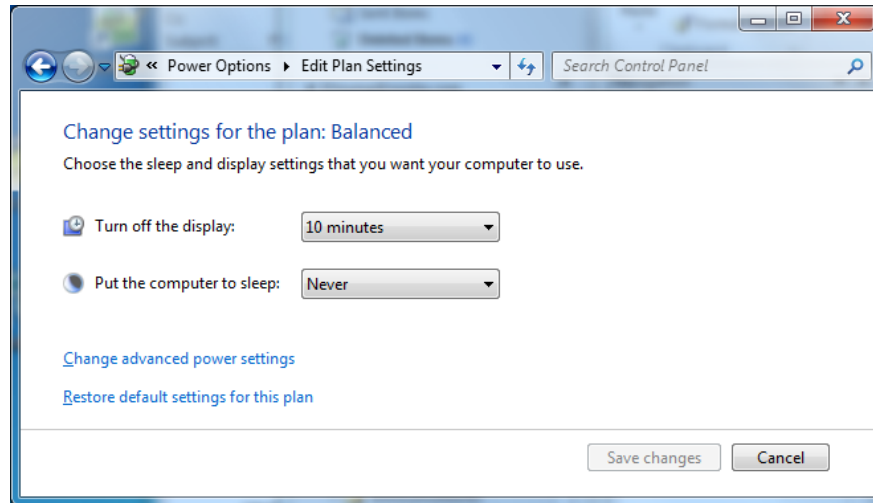 « Power Options ▸ Edit Plan Settings
Search Control Panel
Change settings for the plan: Balanced
Choose the sleep and display settings that you want your computer to use.
Turn off the display:
10 minutes
Put the computer to sleep:
Never
Change advanced power settings
Restore default settings for this plan
Save changes
Cancel